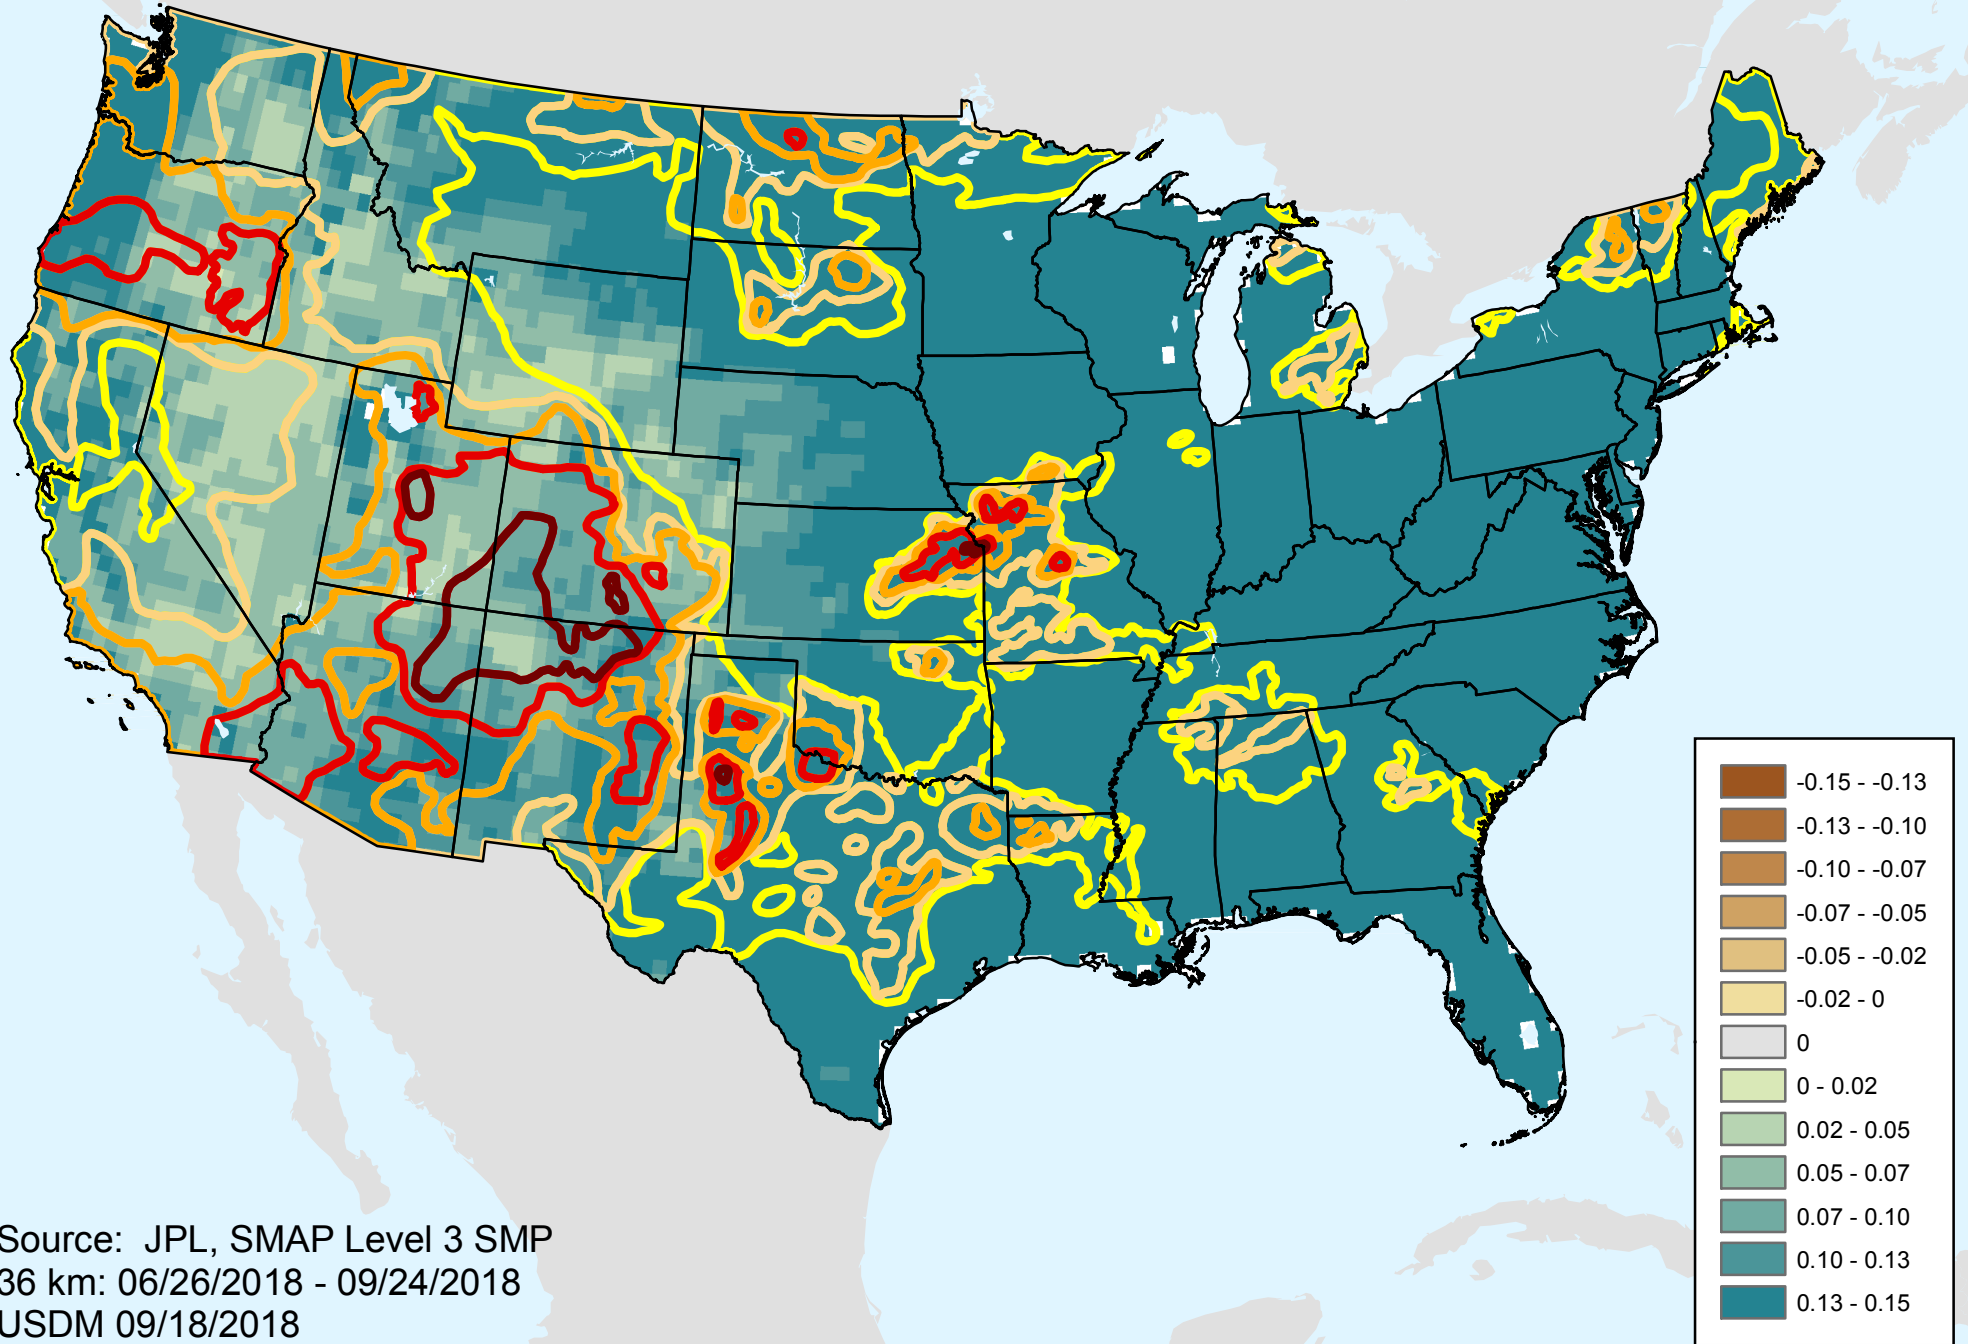 -0.15 - -0.13
-0.13 - -0.10
-0.10 - -0.07
-0.07 - -0.05
-0.05 - -0.02
-0.02 - 0
0
0 - 0.02
0.02 - 0.05
0.05 - 0.07
0.07 - 0.10
0.10 - 0.13
0.13 - 0.15
Source: JPL, SMAP Level 3 SMP
36 km: 06/26/2018 - 09/24/2018
USDM 09/18/2018